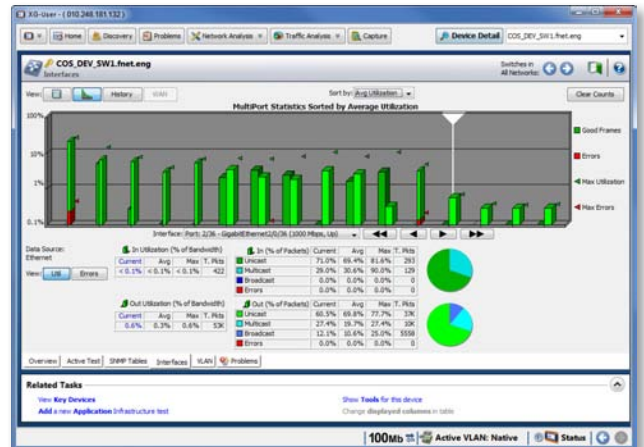 XG-User - ( 010.248.181.132 )
Home Discovery Problems Network Analysis Traffic Analysis Capture Device Detail COS_DEV_SW1.fnet.eng
COS_DEV_SW1.fnet.eng
Interfaces
Switches in
All Networks:
View: History VLAN Sort by: Avg Utilization Clear Counts
MultiPort Statistics Sorted by Average Utilization
100%
10%
1%
0.1%
Good Frames
Errors
Max Utilization
Max Errors
Interface: Port: 2/36 - GigabitEthernet2/0/36 (1000 Mbps, Up)
Data Source:
Ethernet
View: Util Errors
In Utilization (% of Bandwidth)
Current Avg Max T. Pkts
< 0.1% < 0.1% < 0.1% 422
In (% of Packets) Current Avg Max T. Pkts
Unicast 71.0% 69.4% 81.6% 293
Multicast 29.0% 30.6% 90.0% 129
Broadcast 0.0% 0.0% 0.0% 0
Errors 0.0% 0.0% 0.0% 0
Out Utilization (% of Bandwidth)
Current Avg Max T. Pkts
0.6% 0.3% 0.6% 53K
Out (% of Packets) Current Avg Max T. Pkts
Unicast 60.5% 69.8% 77.7% 37K
Multicast 27.4% 19.7% 27.4% 10K
Broadcast 12.1% 10.6% 25.0% 5558
Errors 0.0% 0.0% 0.0% 0
Overview Active Test SNMP Tables Interfaces VLAN Problems
Related Tasks
View Key Devices
Show Tools for this device
Add a new Application Infrastructure test
Change displayed columns in table
100Mb Active VLAN: Native Status